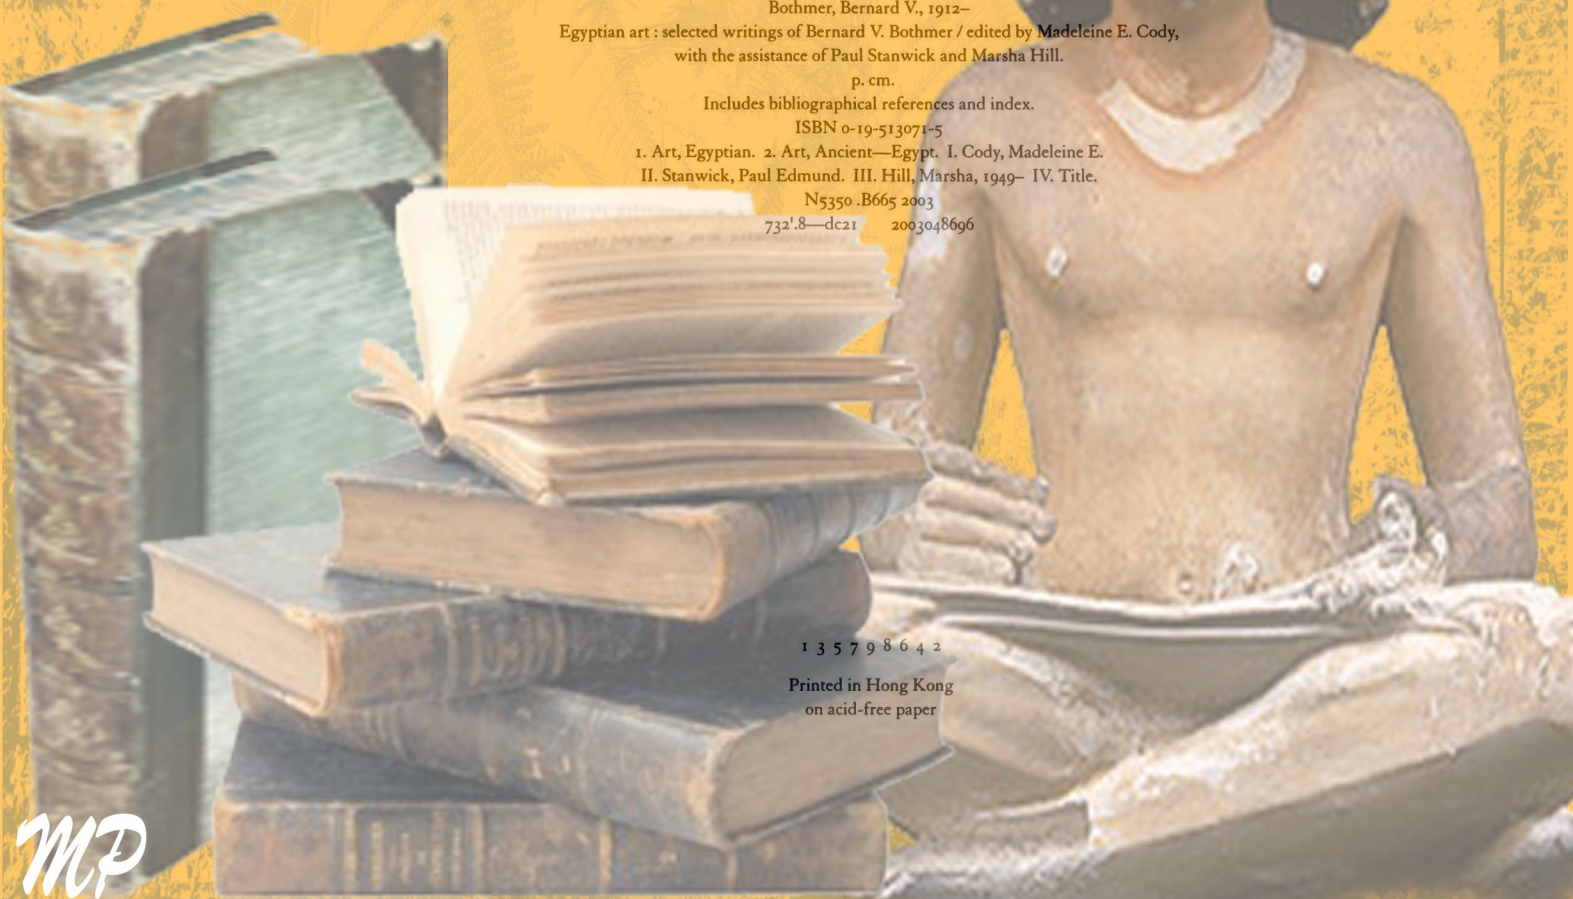 Bothmer, Bernard V., 1912–
Egyptian art : selected writings of Bernard V. Bothmer / edited by Madeleine E. Cody,
with the assistance of Paul Stanwick and Marsha Hill.
p. cm.
Includes bibliographical references and index.
ISBN 0-19-513071-5
1. Art, Egyptian. 2. Art, Ancient—Egypt. I. Cody, Madeleine E.
II. Stanwick, Paul Edmund. III. Hill, Marsha, 1949– IV. Title.
N5350 .B665 2003
732'.8—dc21 2003048696
1 3 5 7 9 8 6 4 2
Printed in Hong Kong
on acid-free paper
MP